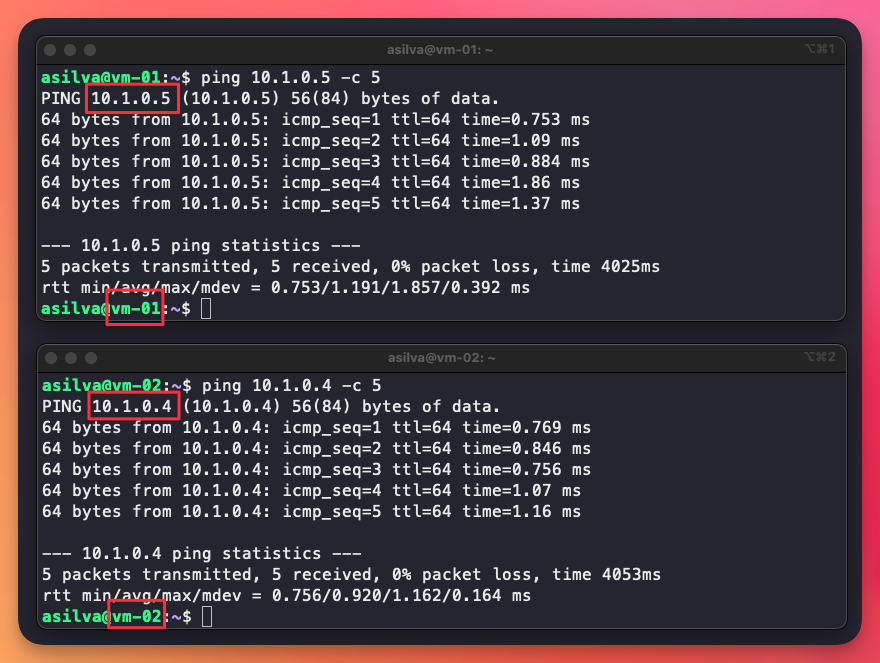 asilva@vm-01: ~
⌥⌘1
asilva@vm-01:~$ ping 10.1.0.5 -c 5
PING 10.1.0.5 (10.1.0.5) 56(84) bytes of data.
64 bytes from 10.1.0.5: icmp_seq=1 ttl=64 time=0.753 ms
64 bytes from 10.1.0.5: icmp_seq=2 ttl=64 time=1.09 ms
64 bytes from 10.1.0.5: icmp_seq=3 ttl=64 time=0.884 ms
64 bytes from 10.1.0.5: icmp_seq=4 ttl=64 time=1.86 ms
64 bytes from 10.1.0.5: icmp_seq=5 ttl=64 time=1.37 ms
--- 10.1.0.5 ping statistics ---
5 packets transmitted, 5 received, 0% packet loss, time 4025ms
rtt min/avg/max/mdev = 0.753/1.191/1.857/0.392 ms
asilva@vm-01:~$
asilva@vm-02: ~
⌥⌘2
asilva@vm-02:~$ ping 10.1.0.4 -c 5
PING 10.1.0.4 (10.1.0.4) 56(84) bytes of data.
64 bytes from 10.1.0.4: icmp_seq=1 ttl=64 time=0.769 ms
64 bytes from 10.1.0.4: icmp_seq=2 ttl=64 time=0.846 ms
64 bytes from 10.1.0.4: icmp_seq=3 ttl=64 time=0.756 ms
64 bytes from 10.1.0.4: icmp_seq=4 ttl=64 time=1.07 ms
64 bytes from 10.1.0.4: icmp_seq=5 ttl=64 time=1.16 ms
--- 10.1.0.4 ping statistics ---
5 packets transmitted, 5 received, 0% packet loss, time 4053ms
rtt min/avg/max/mdev = 0.756/0.920/1.162/0.164 ms
asilva@vm-02:~$